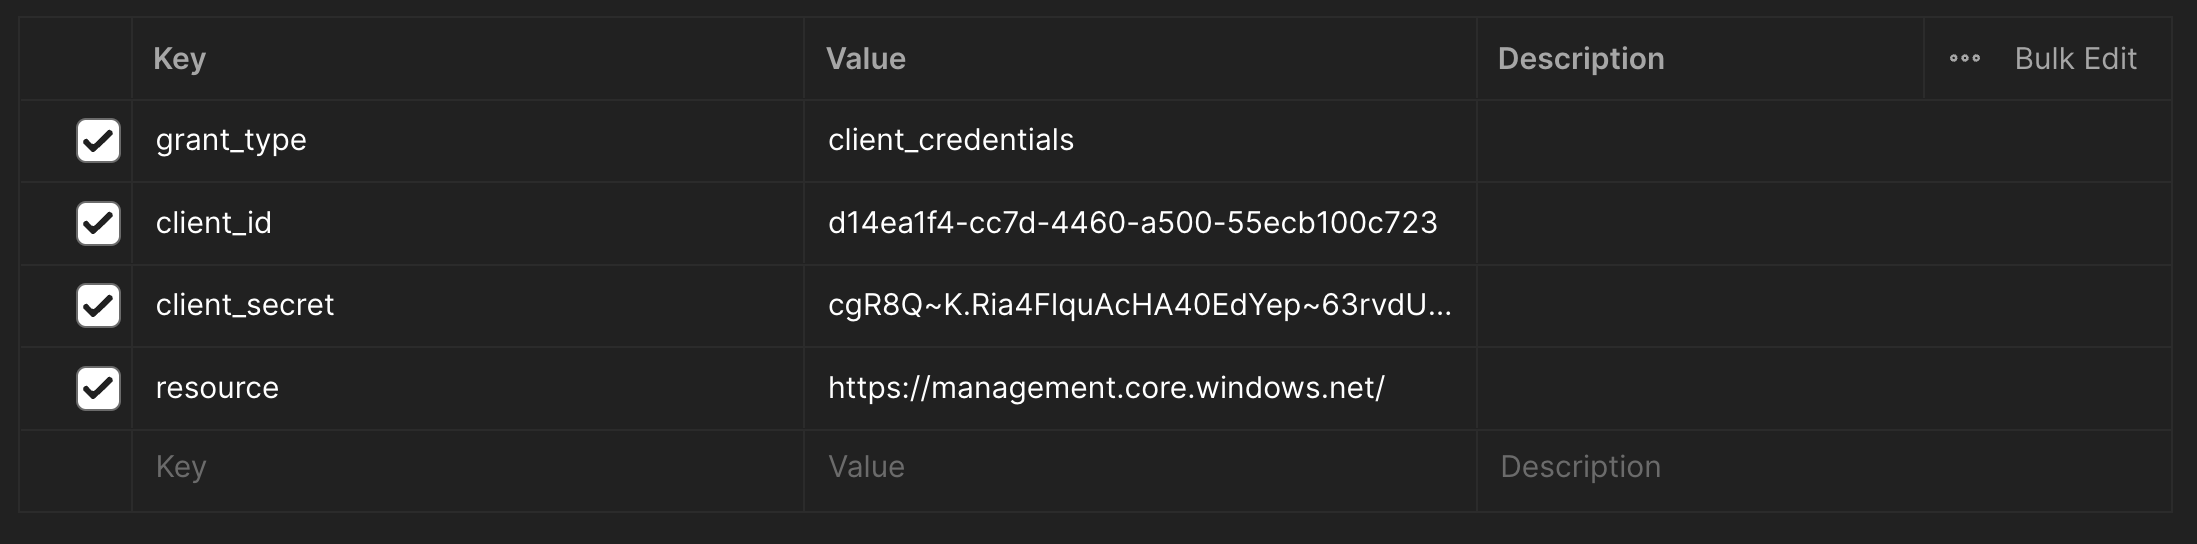 Key Value Description ••• Bulk Edit
grant_type client_credentials
client_id d14ea1f4-cc7d-4460-a500-55ecb100c723
client_secret cgR8Q~K.Ria4FlquAcHA40EdYep~63rvdU...
resource https://management.core.windows.net/
Key Value Description